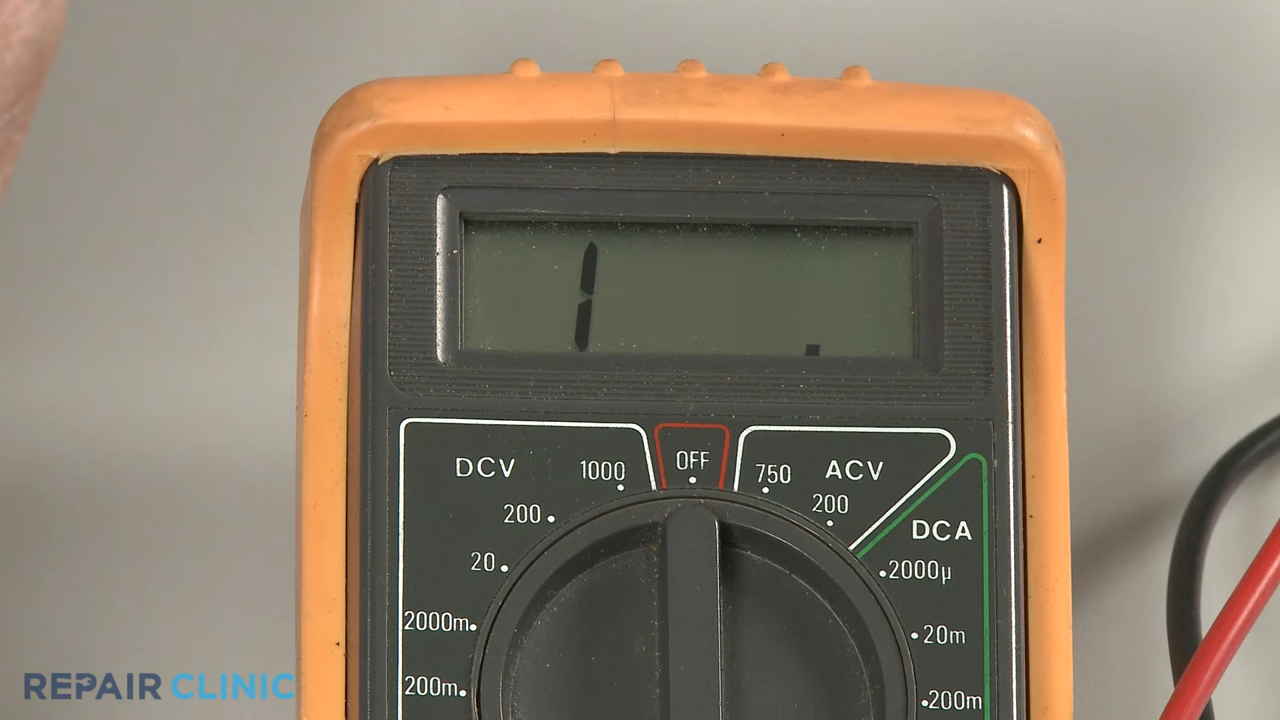 1 .
DCV 1000 OFF 750 ACV
200 200
DCA
20 2000µ
2000m 20m
200m 200m
REPAIR CLINIC